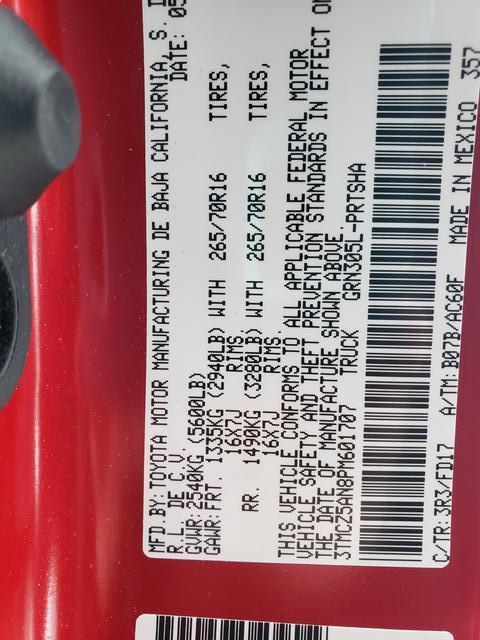 MFD.BY: TOYOTA MOTOR MANUFACTURING DE BAJA CALIFORNIA, S.
R.L. DE C.V. DATE: 05
GVWR: 2540KG (5600LB)
GAWR: FRT. 1335KG (2940LB) WITH 265/70R16 TIRES,
16X7J RIMS
RR. 1490KG (3280LB) WITH 265/70R16 TIRES,
16X7J RIMS
THIS VEHICLE CONFORMS TO ALL APPLICABLE FEDERAL MOTOR
VEHICLE SAFETY AND THEFT PREVENTION STANDARDS IN EFFECT ON
THE DATE OF MANUFACTURE SHOWN ABOVE.
3TMCZ5AN8PM601707 TRUCK GRN305L-PRTSHA
C/TR: 3R3/FD17 A/TM: B07B/AC60F MADE IN MEXICO 357